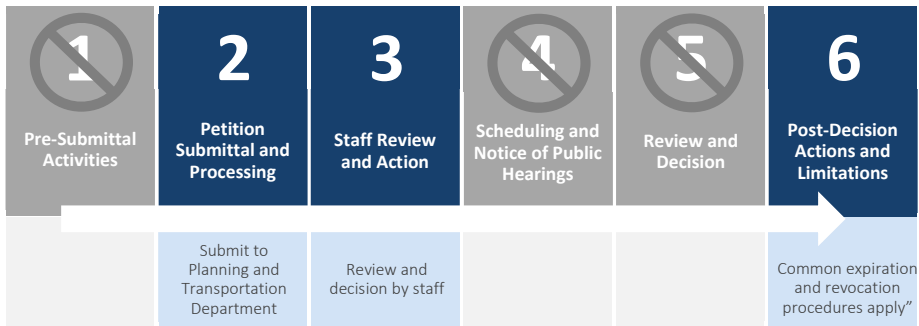 1
Pre-Submittal
Activities
2
Petition
Submittal and
Processing
3
Staff Review
and Action
4
Scheduling and
Notice of Public
Hearings
5
Review and
Decision
6
Post-Decision
Actions and
Limitations
Submit to
Planning and
Transportation
Department
Review and
decision by staff
Common expiration
and revocation
procedures apply”